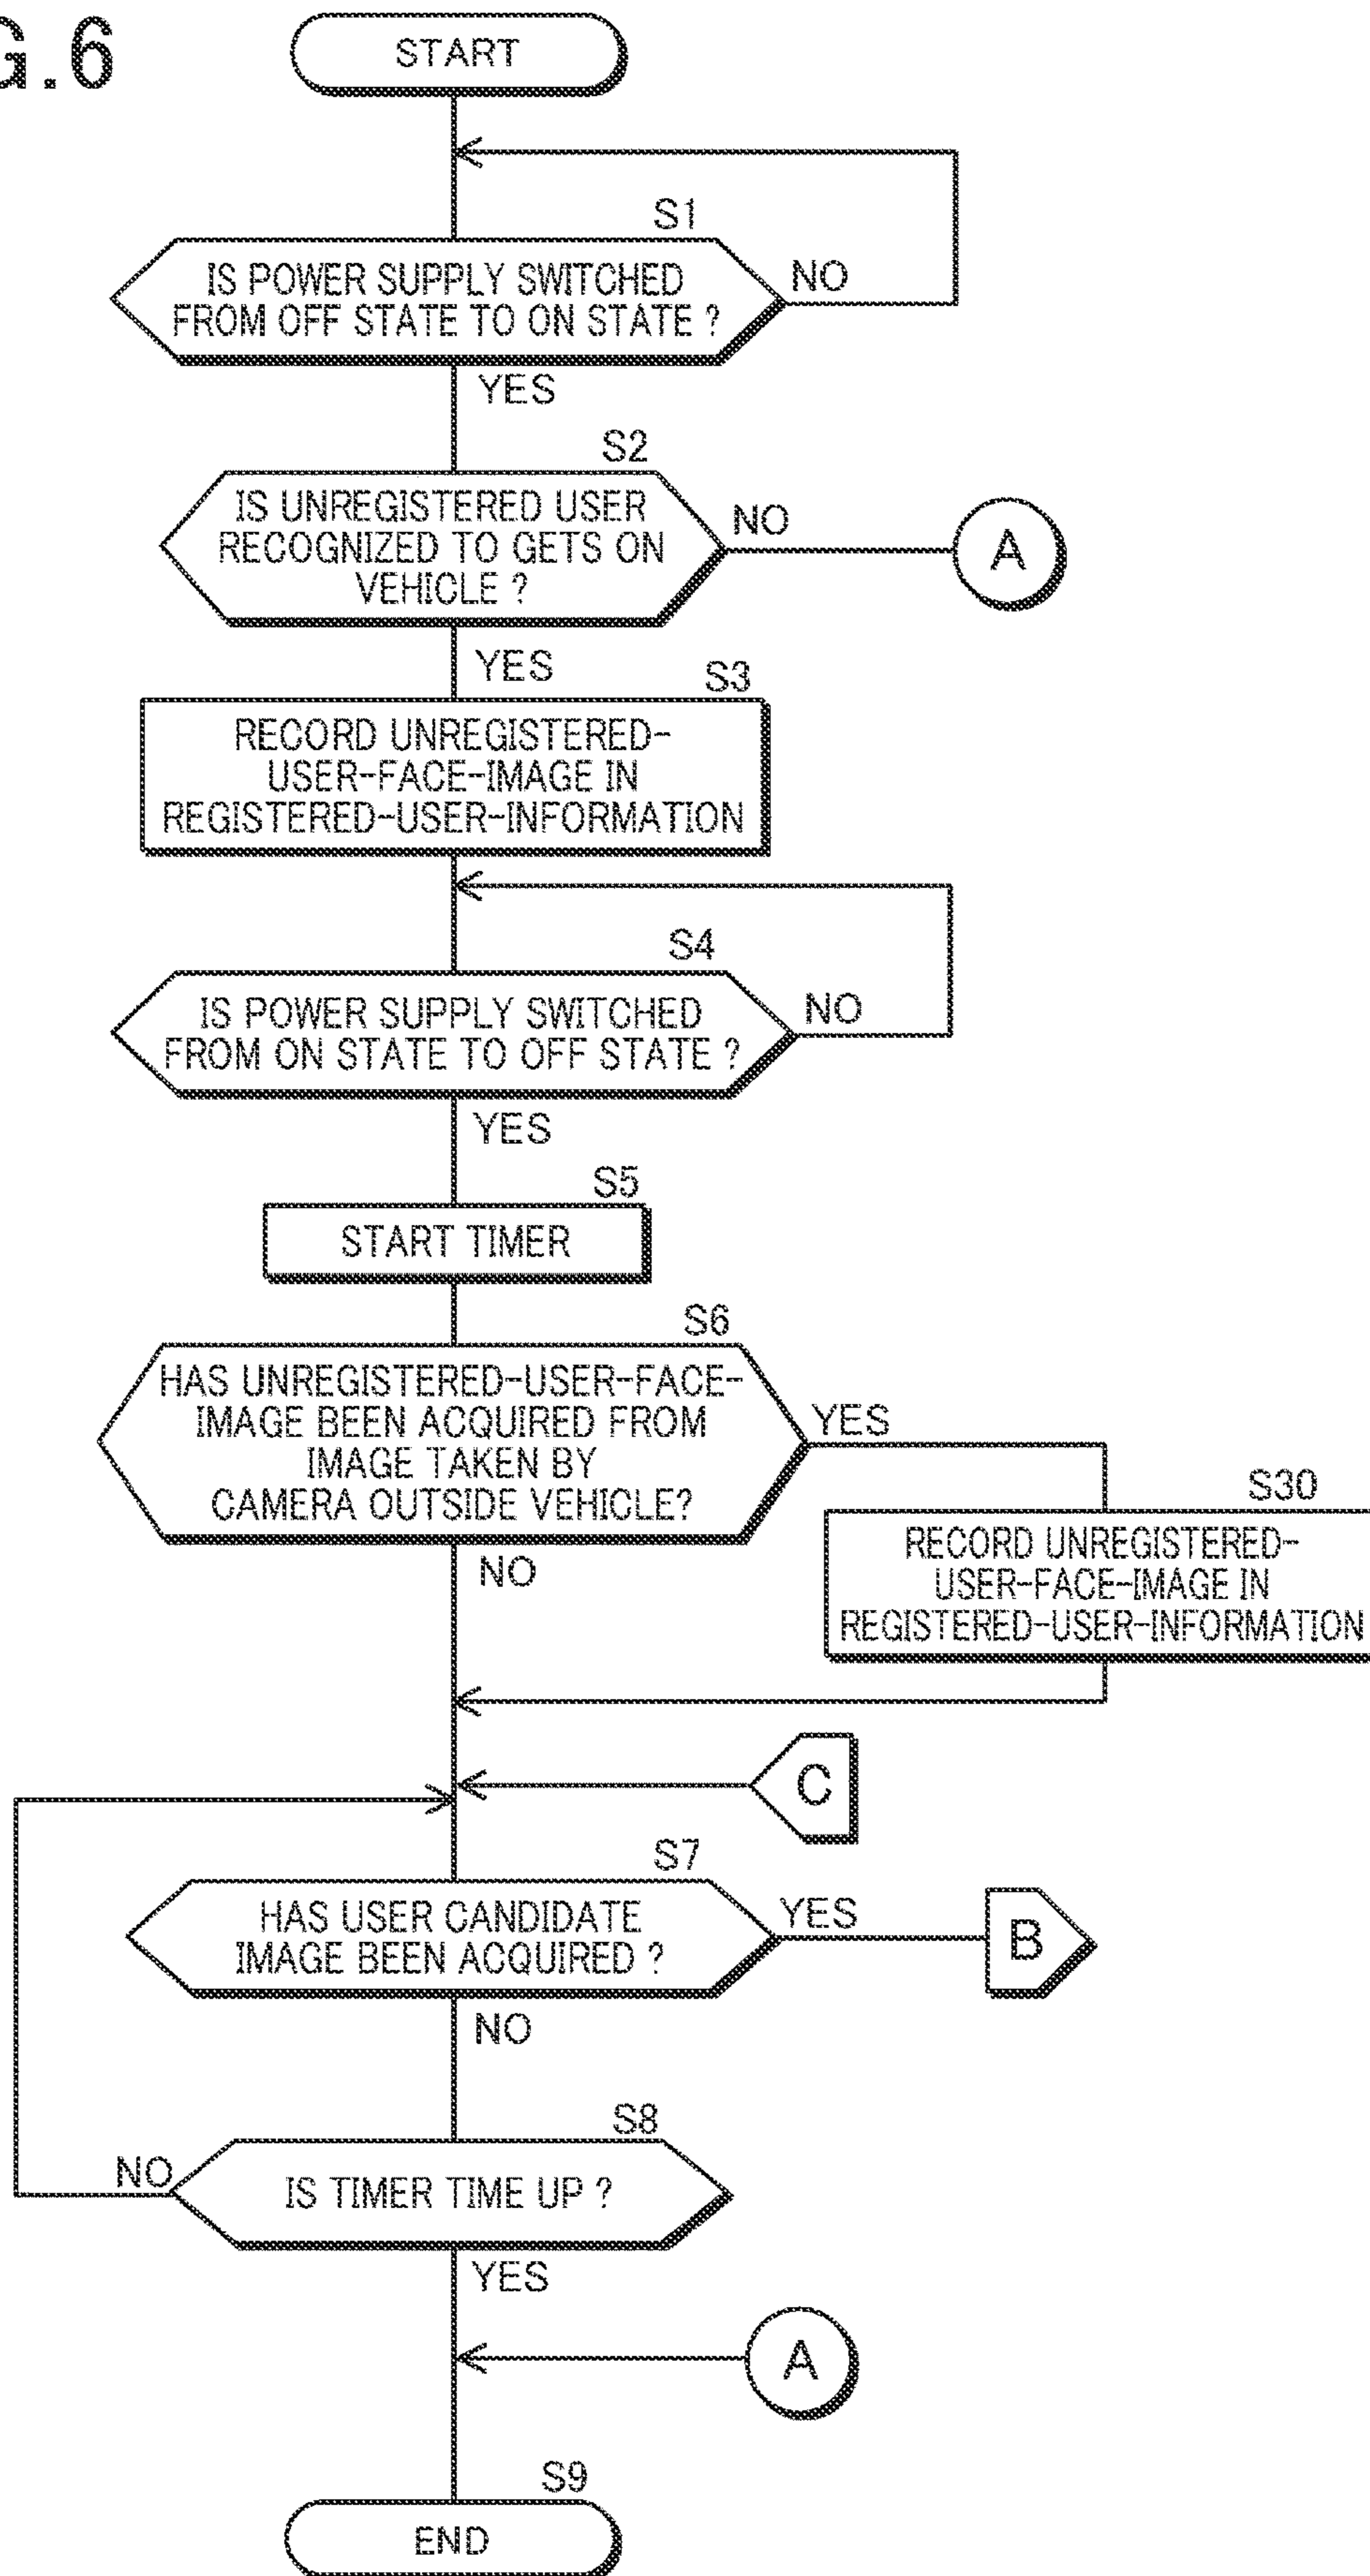 G.6
START
S1
IS POWER SUPPLY SWITCHED
FROM OFF STATE TO ON STATE ?
NO
YES
S2
IS UNREGISTERED USER
RECOGNIZED TO GETS ON
VEHICLE ?
NO
A
YES
S3
RECORD UNREGISTERED-
USER-FACE-IMAGE IN
REGISTERED-USER-INFORMATION
S4
IS POWER SUPPLY SWITCHED
FROM ON STATE TO OFF STATE ?
NO
YES
S5
START TIMER
S6
HAS UNREGISTERED-USER-FACE-
IMAGE BEEN ACQUIRED FROM
IMAGE TAKEN BY
CAMERA OUTSIDE VEHICLE?
YES
S30
RECORD UNREGISTERED-
USER-FACE-IMAGE IN
REGISTERED-USER-INFORMATION
NO
C
S7
HAS USER CANDIDATE
IMAGE BEEN ACQUIRED ?
YES
B
NO
S8
IS TIMER TIME UP ?
NO
YES
A
S9
END